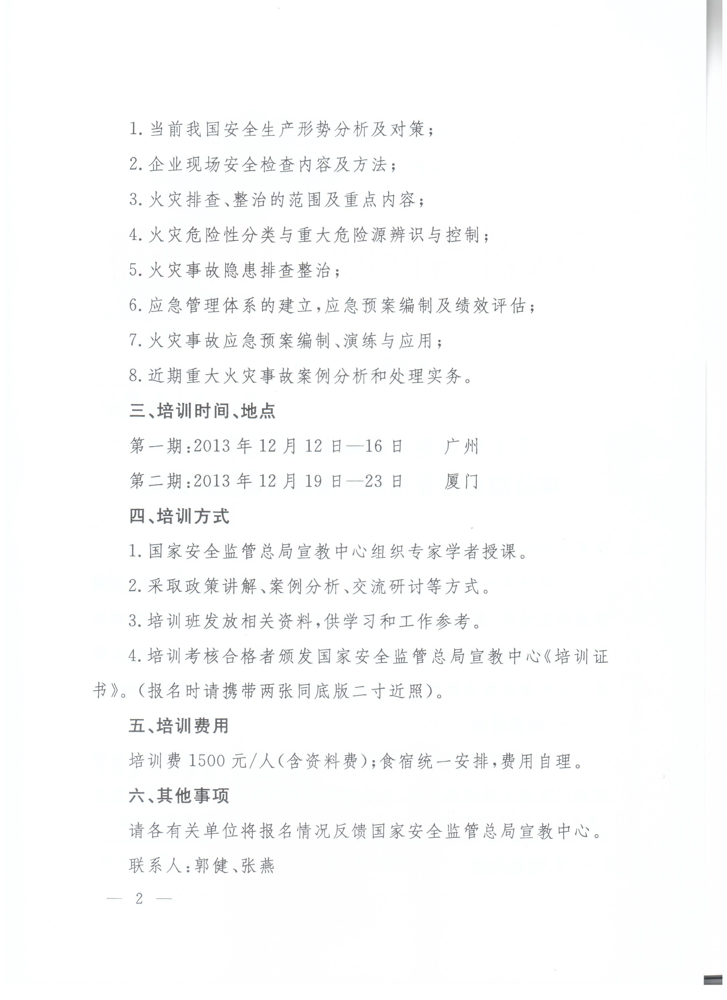 1. 当前我国安全生产形势分析及对策;
2. 企业现场安全检查内容及方法;
3. 火灾排查、整治的范围及重点内容;
4. 火灾危险性分类与重大危险源辨识与控制;
5. 火灾事故隐患排查整治;
6. 应急管理体系的建立,应急预案编制及绩效评估;
7. 火灾事故应急预案编制、演练与应用;
8. 近期重大火灾事故案例分析和处理实务。
三、培训时间、地点
第一期:2013 年 12 月 12 日—16 日 广州
第二期:2013 年 12 月 19 日—23 日 厦门
四、培训方式
1. 国家安全监管总局宣教中心组织专家学者授课。
2. 采取政策讲解、案例分析、交流研讨等方式。
3. 培训班发放相关资料,供学习和工作参考。
4. 培训考核合格者颁发国家安全监管总局宣教中心《培训证
书》。(报名时请携带两张同底版二寸近照)。
五、培训费用
培训费 1500 元/人(含资料费);食宿统一安排,费用自理。
六、其他事项
请各有关单位将报名情况反馈国家安全监管总局宣教中心。
联系人:郭健、张燕
— 2 —